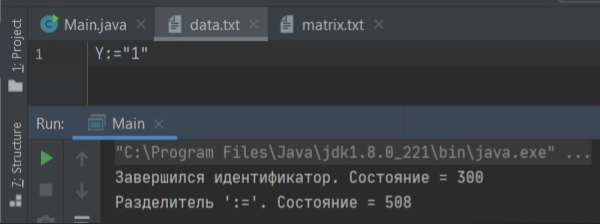 Main.java
data.txt
matrix.txt
1: Project
1
Y:="1"
Run:
Main
Z: Structure
"C:\Program Files\Java\jdk1.8.0_221\bin\java.exe" ...
Завершился идентификатор. Состояние = 300
Разделитель ':='. Состояние = 508